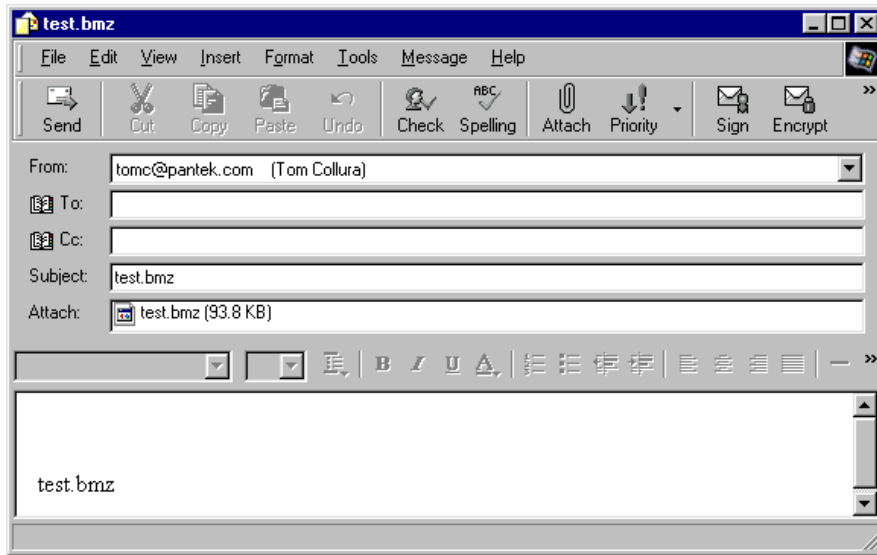 test.bmz
File Edit View Insert Format Tools Message Help
Send Cut Copy Paste Undo ABC Check Spelling Attach Priority Sign Encrypt
From: tomc@pantek.com (Tom Collura)
To:
Cc:
Subject: test.bmz
Attach: test.bmz (93.8 KB)
B I U A
test.bmz